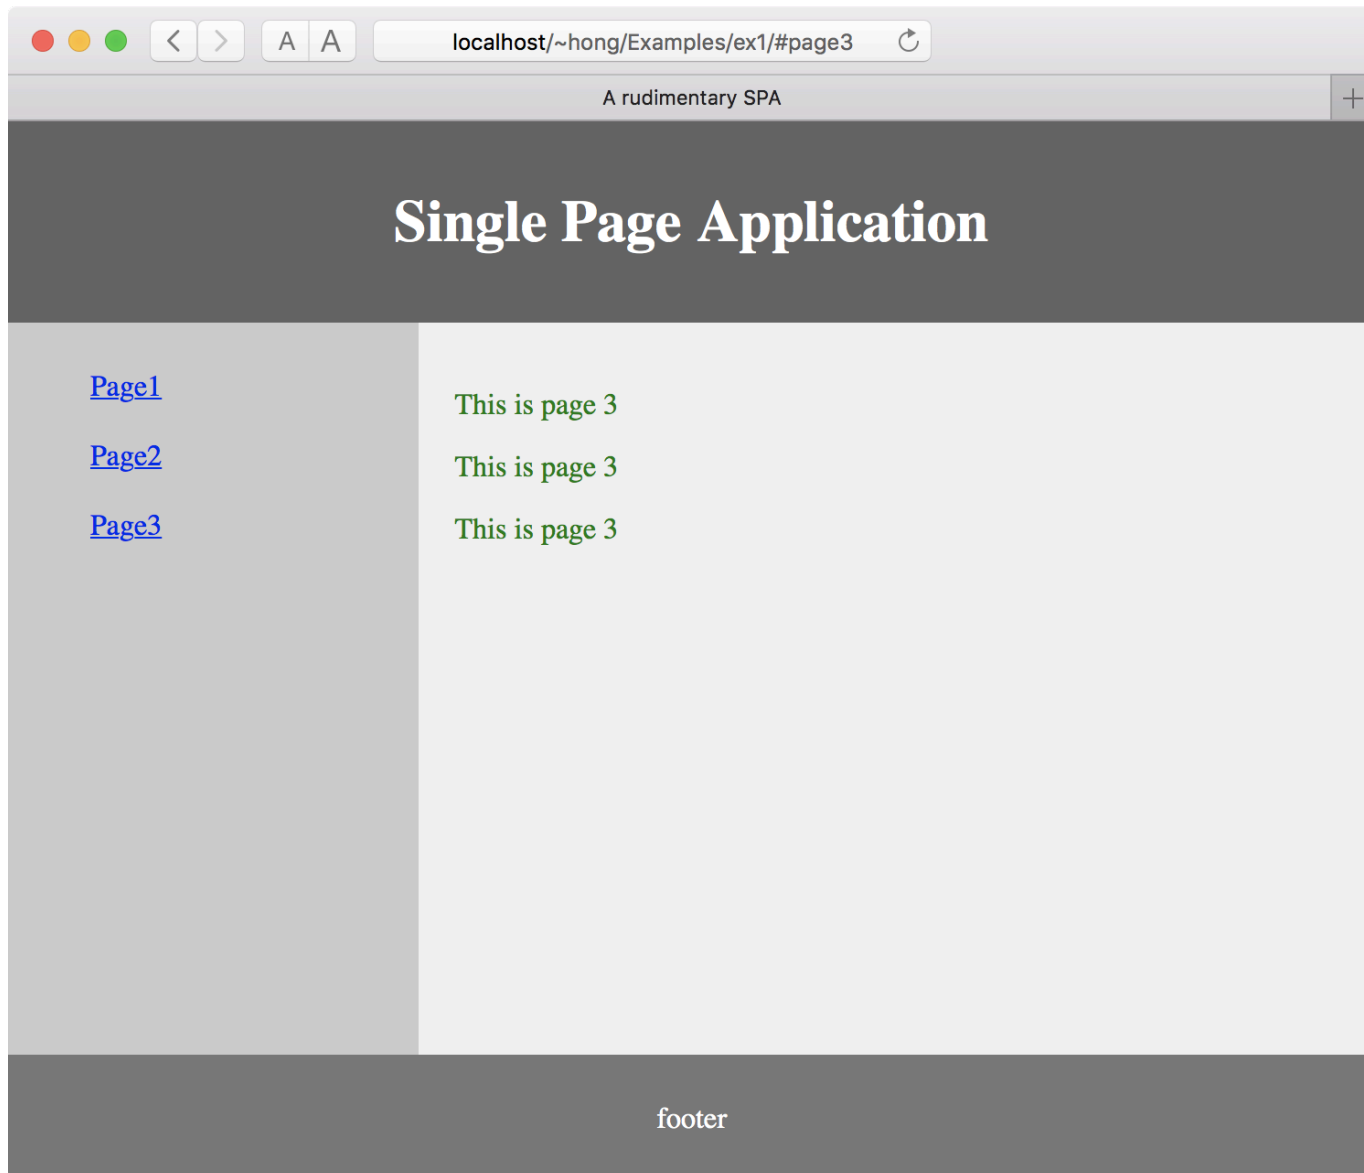 A A localhost/~hong/Examples/ex1/#page3
A rudimentary SPA
Single Page Application
Page1
Page2
Page3
This is page 3
This is page 3
This is page 3
footer